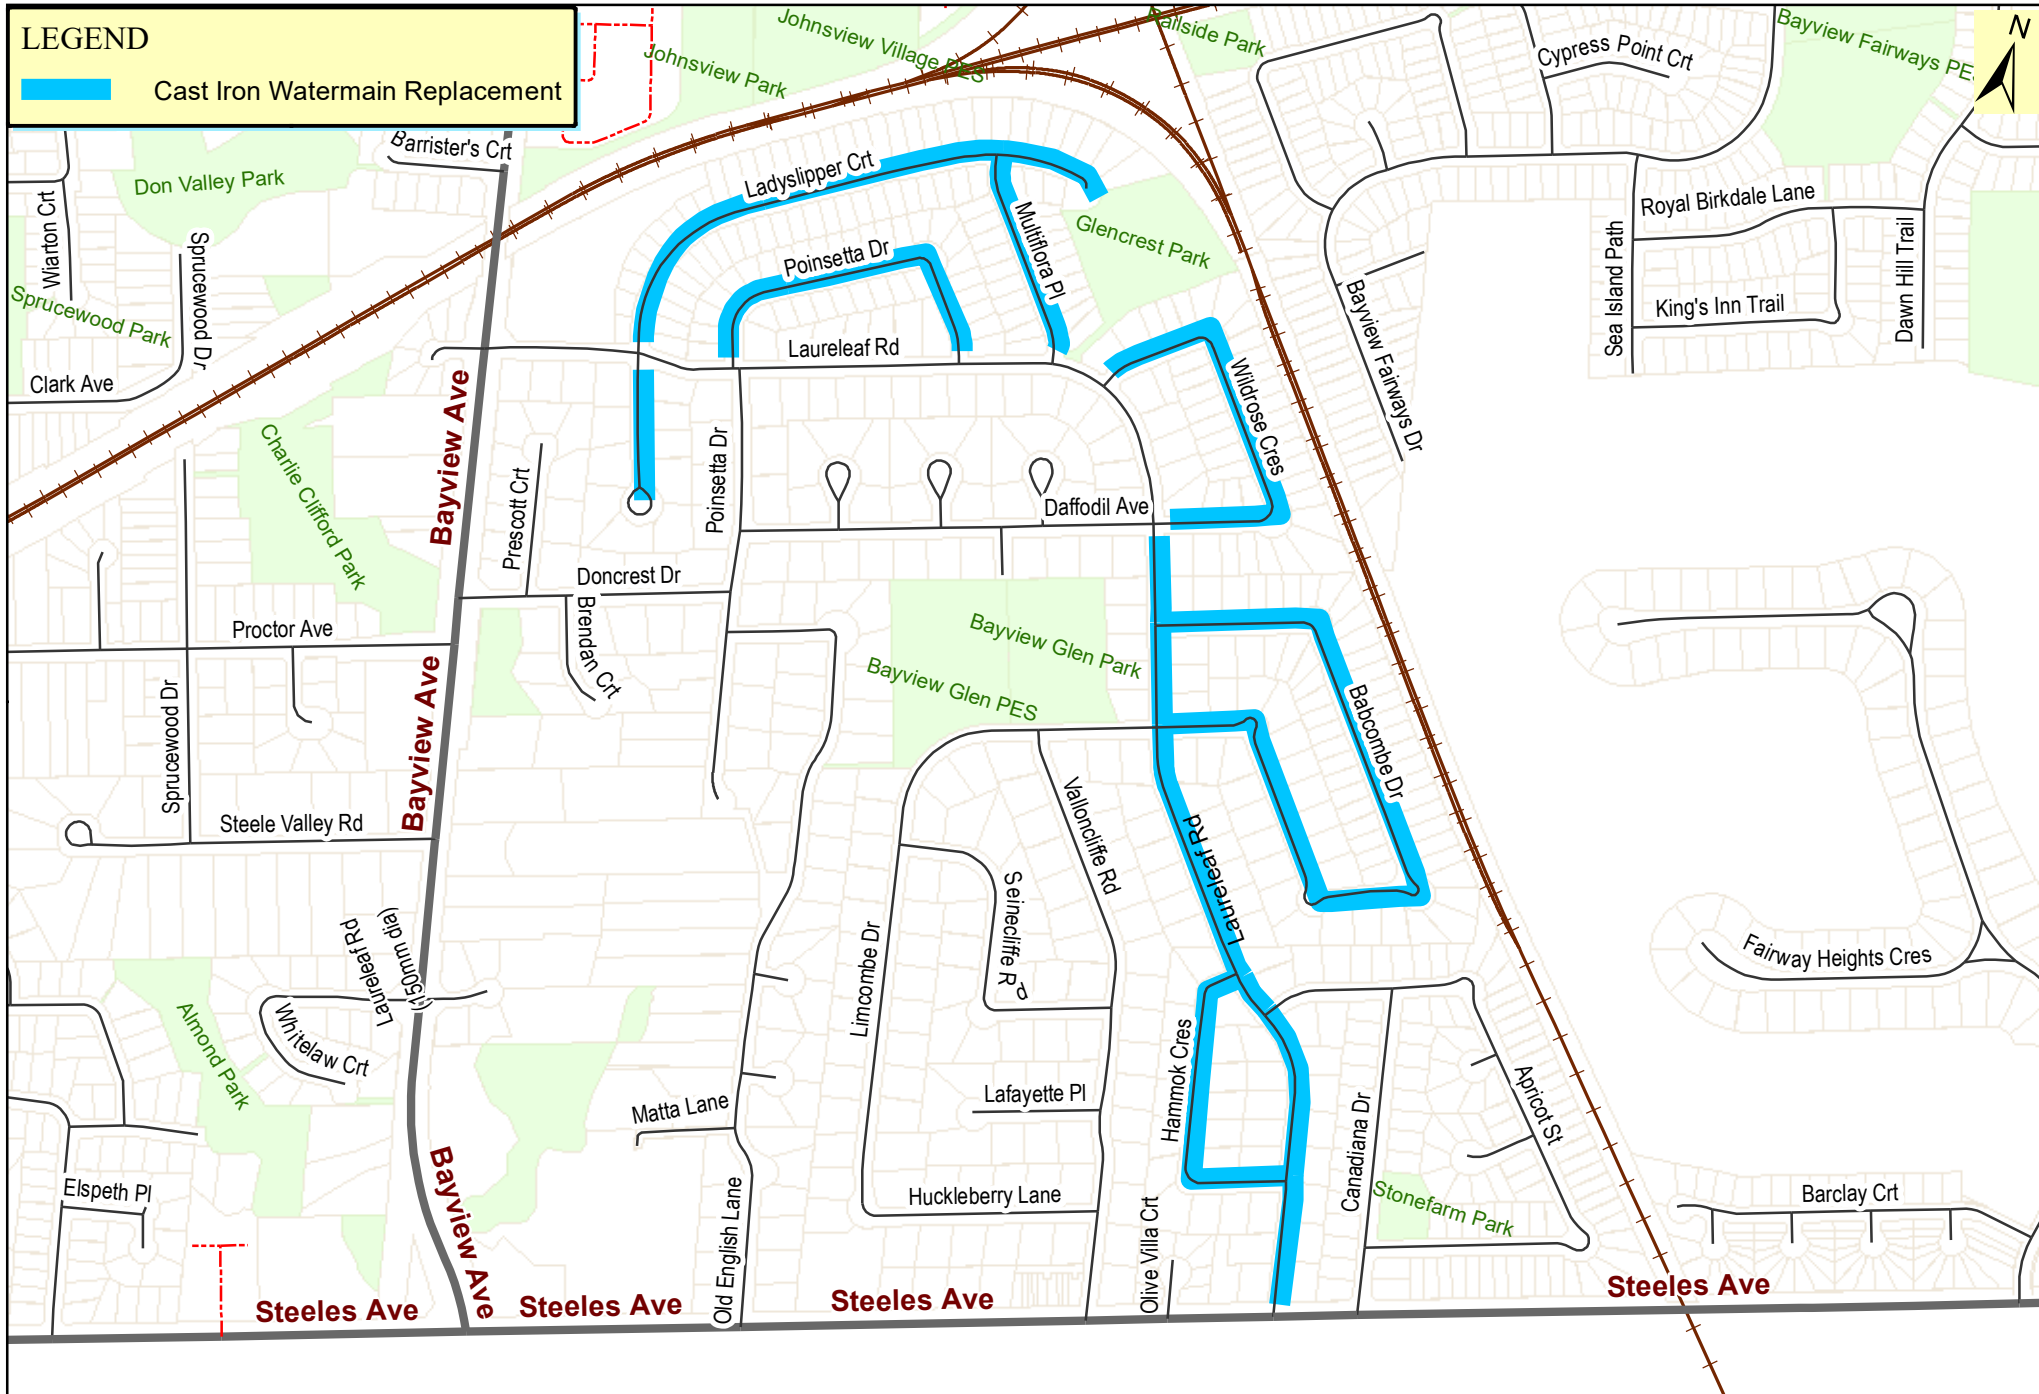 LEGEND
Cast Iron Watermain Replacement
N
Johnsview Village PES
Johnsview Park
Hallside Park
Cypress Point Crt
Bayview Fairways PES
Barrister's Crt
Don Valley Park
Wiarton Crt
Sprucewood Dr
Sprucewood Park
Clark Ave
Ladyslipper Crt
Multiflora Pl
Glencrest Park
Poinsetta Dr
Laureleaf Rd
Royal Birkdale Lane
Sea Island Path
King's Inn Trail
Dawn Hill Trail
Bayview Fairways Dr
Wildrose Cres
Bayview Ave
Charlie Clifford Park
Prescott Crt
Poinsetta Dr
Daffodil Ave
Doncrest Dr
Brendan Crt
Proctor Ave
Bayview Glen Park
Bayview Glen PES
Bayview Ave
Sprucewood Dr
Steele Valley Rd
Babcombe Dr
Valloncliffe Rd
Laureleaf Rd
Seinecliffe Rd
Limcombe Dr
Laureleaf Rd
(150mm dia)
Fairway Heights Cres
Whitelaw Crt
Almond Park
Hammok Cres
Lafayette Pl
Matta Lane
Apricot St
Canadiana Dr
Bayview Ave
Elspeth Pl
Old English Lane
Huckleberry Lane
Olive Villa Crt
Stonefarm Park
Barclay Crt
Steeles Ave
Steeles Ave
Steeles Ave
Steeles Ave